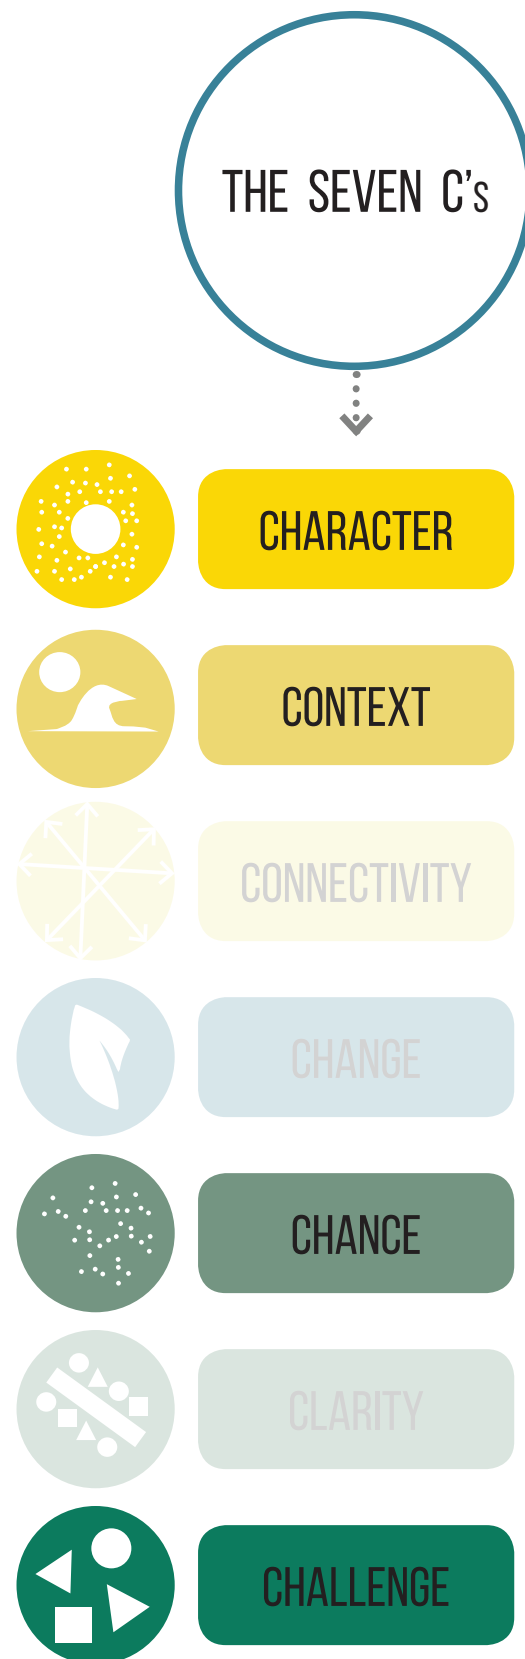 THE SEVEN C's
CHARACTER
CONTEXT
CONNECTIVITY
CHANGE
CHANCE
CLARITY
CHALLENGE